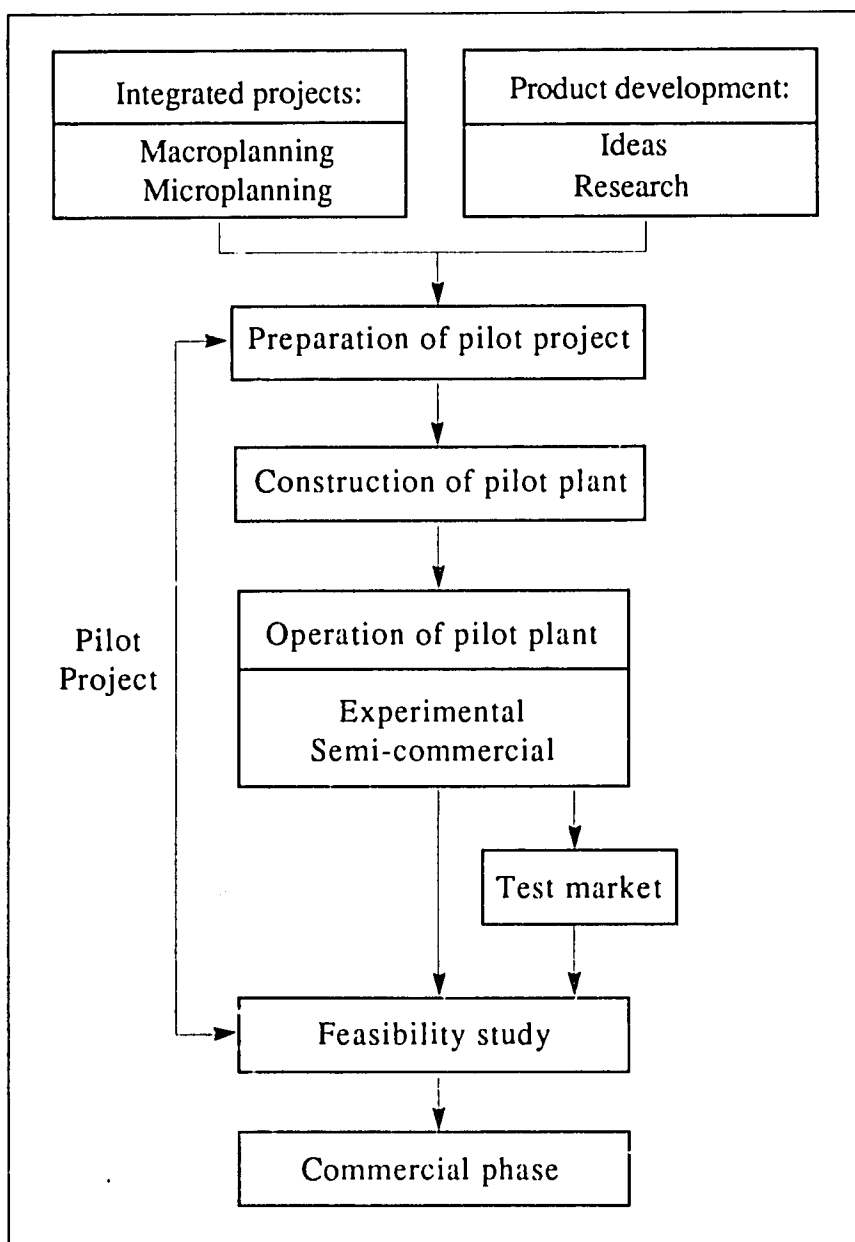 Integrated projects:
Macroplanning
Microplanning
Product development:
Ideas
Research
Preparation of pilot project
Construction of pilot plant
Operation of pilot plant
Experimental
Semi-commercial
Pilot
Project
Test market
Feasibility study
Commercial phase